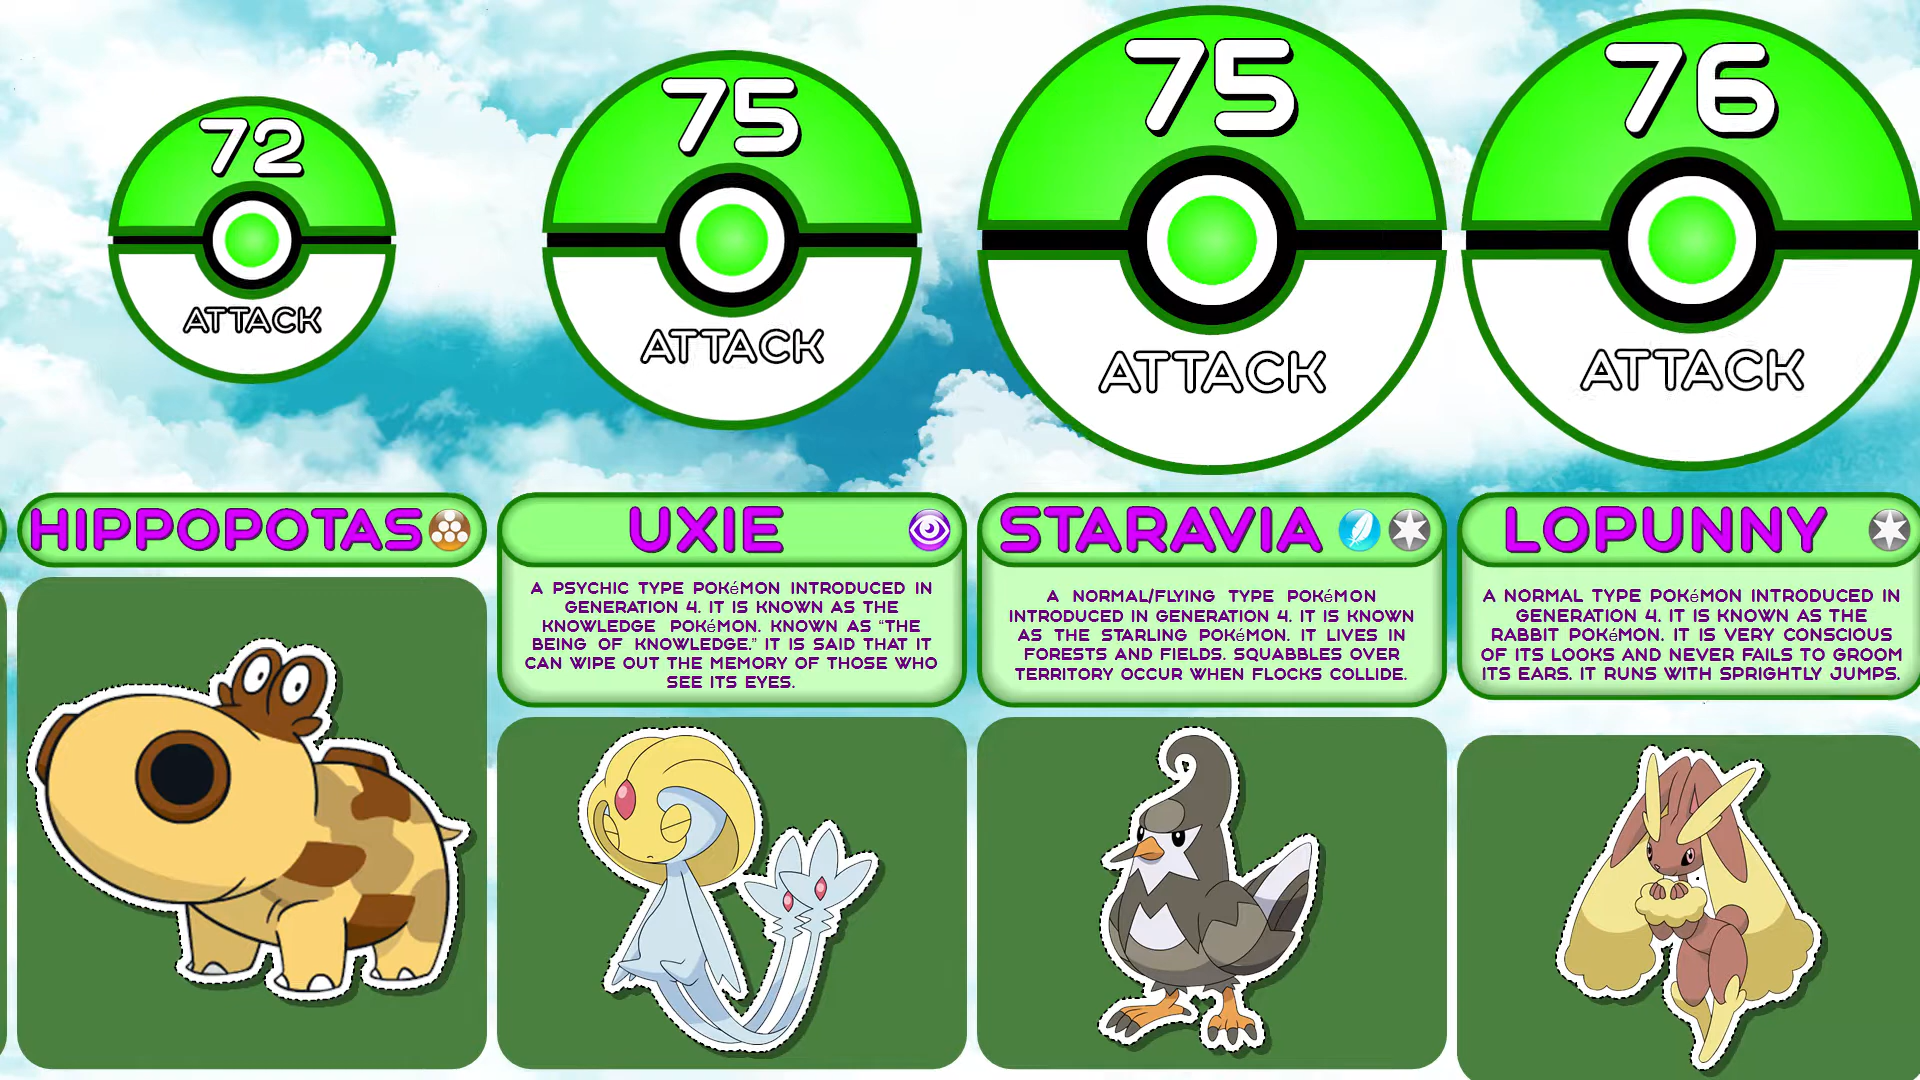 72
ATTACK
75
ATTACK
75
ATTACK
76
ATTACK
HIPPOPOTAS
UXIE
A PSYCHIC TYPE POKéMON INTRODUCED IN
GENERATION 4. IT IS KNOWN AS THE
KNOWLEDGE POKéMON. KNOWN AS "THE
BEING OF KNOWLEDGE." IT IS SAID THAT IT
CAN WIPE OUT THE MEMORY OF THOSE WHO
SEE ITS EYES.
STARAVIA
A NORMAL/FLYING TYPE POKéMON
INTRODUCED IN GENERATION 4. IT IS KNOWN
AS THE STARLING POKéMON. IT LIVES IN
FORESTS AND FIELDS. SQUABBLES OVER
TERRITORY OCCUR WHEN FLOCKS COLLIDE.
LOPUNNY
A NORMAL TYPE POKéMON INTRODUCED IN
GENERATION 4. IT IS KNOWN AS THE
RABBIT POKéMON. IT IS VERY CONSCIOUS
OF ITS LOOKS AND NEVER FAILS TO GROOM
ITS EARS. IT RUNS WITH SPRIGHTLY JUMPS.